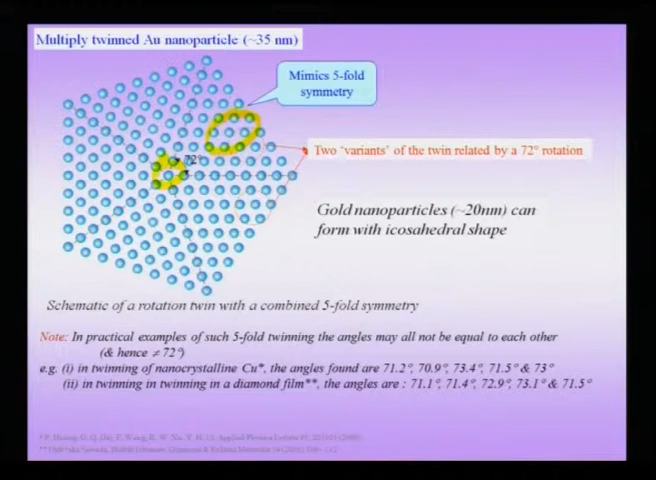 Multiply twinned Au nanoparticle (~35 nm)
Mimics 5-fold
symmetry
72°
Two 'variants' of the twin related by a 72° rotation
Gold nanoparticles (~20nm) can
form with icosahedral shape
Schematic of a rotation twin with a combined 5-fold symmetry
Note: In practical examples of such 5-fold twinning the angles may all not be equal to each other
(& hence ≠ 72°)
e.g. (i) in twinning of nanocrystalline Cu*, the angles found are 71.2°, 70.9°, 73.4°, 71.5° & 73°
(ii) in twinning in twinning in a diamond film**, the angles are : 71.1°, 71.4°, 72.9°, 73.1° & 71.5°